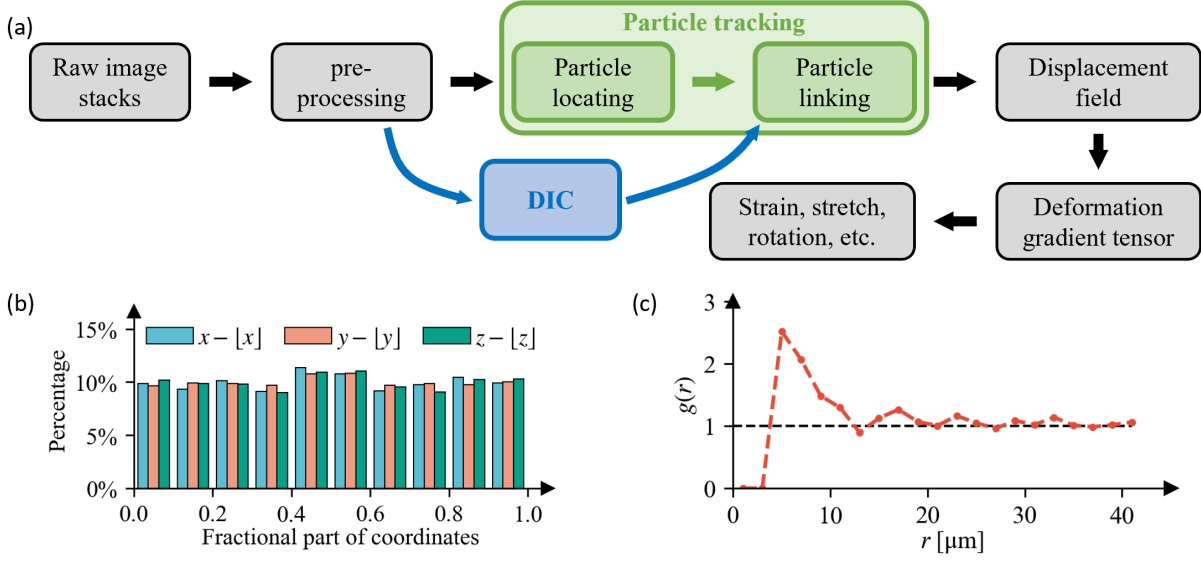 (a)
Particle tracking
Raw image
stacks
pre-
processing
Particle
locating
Particle
linking
Displacement
field
DIC
Strain, stretch,
rotation, etc.
Deformation
gradient tensor
(b)
15%
10%
5%
0%
Percentage
x − ⌊x⌋ y − ⌊y⌋ z − ⌊z⌋
0.0 0.2 0.4 0.6 0.8 1.0
Fractional part of coordinates
(c)
3
2
1
0
g(r)
0 10 20 30 40
r [μm]